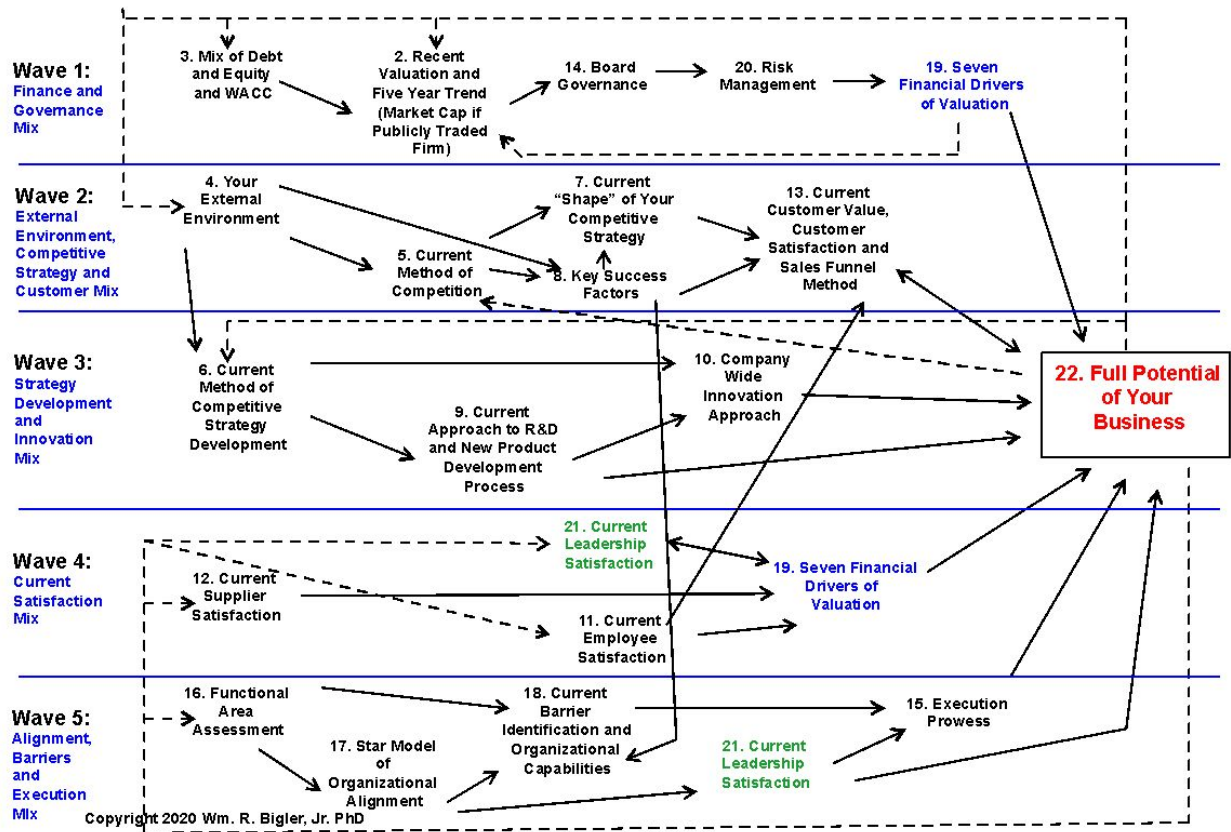 Wave 1:
Finance and
Governance
Mix
3. Mix of Debt
and Equity
and WACC
2. Recent
Valuation and
Five Year Trend
(Market Cap if
Publicly Traded
Firm)
14. Board
Governance
20. Risk
Management
19. Seven
Financial Drivers
of Valuation
Wave 2:
External
Environment,
Competitive
Strategy and
Customer Mix
4. Your
External
Environment
5. Current
Method of
Competition
7. Current
"Shape" of Your
Competitive
Strategy
8. Key Success
Factors
13. Current
Customer Value,
Customer
Satisfaction and
Sales Funnel
Method
Wave 3:
Strategy
Development
and
Innovation
Mix
6. Current
Method of
Competitive
Strategy
Development
9. Current
Approach to R&D
and New Product
Development
Process
10. Company
Wide
Innovation
Approach
22. Full Potential
of Your
Business
Wave 4:
Current
Satisfaction
Mix
12. Current
Supplier
Satisfaction
21. Current
Leadership
Satisfaction
11. Current
Employee
Satisfaction
19. Seven Financial
Drivers of
Valuation
Wave 5:
Alignment,
Barriers
and
Execution
MIx
16. Functional
Area
Assessment
17. Star Model
of
Organizational
Alignment
18. Current
Barrier
Identification and
Organizational
Capabilities
21. Current
Leadership
Satisfaction
15. Execution
Prowess
Copyright 2020 Wm. R. Bigler, Jr. PhD